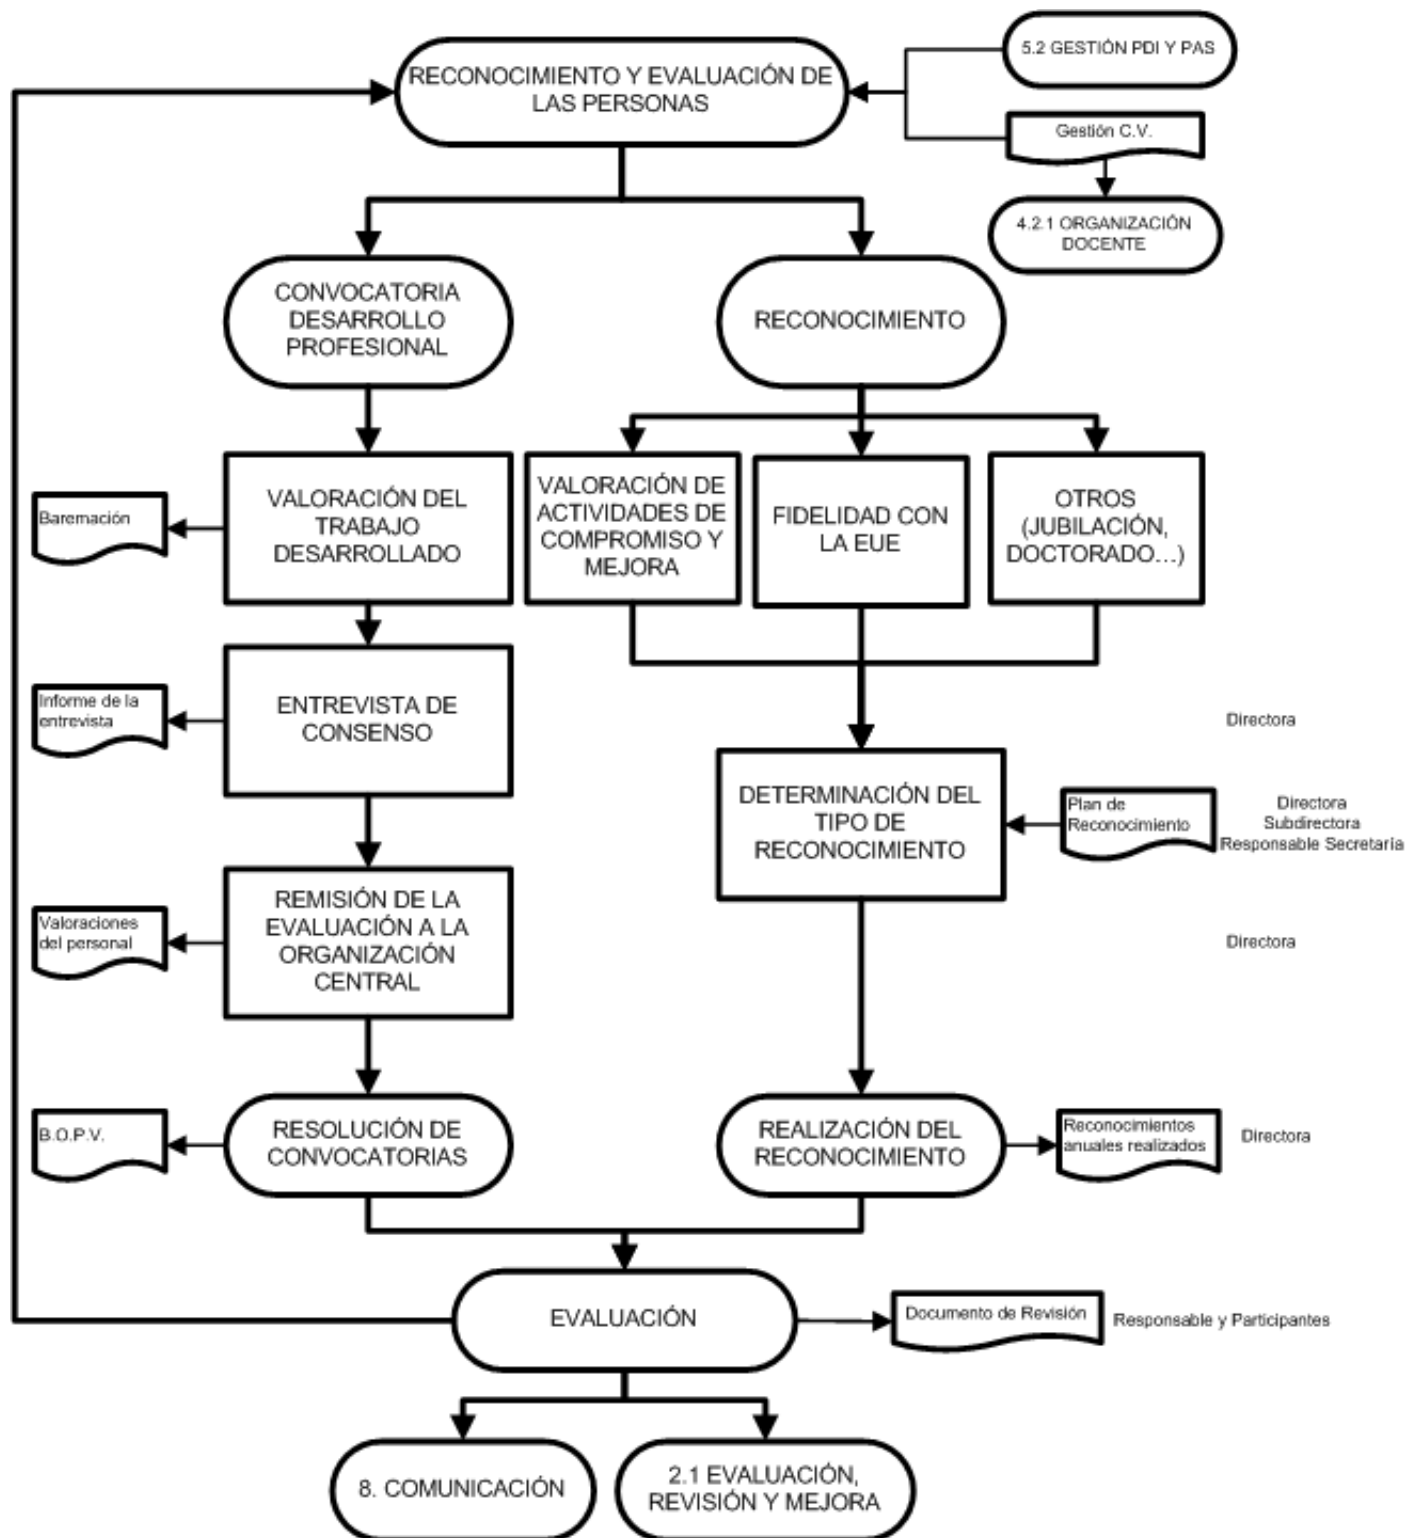 5.2 GESTIÓN PDI Y PAS
RECONOCIMIENTO Y EVALUACIÓN DE
LAS PERSONAS
Gestión C.V.
4.2.1 ORGANIZACIÓN
DOCENTE
CONVOCATORIA
DESARROLLO
PROFESIONAL
RECONOCIMIENTO
Baremación
VALORACIÓN DEL
TRABAJO
DESARROLLADO
VALORACIÓN DE
ACTIVIDADES DE
COMPROMISO Y
MEJORA
FIDELIDAD CON
LA EUE
OTROS
(JUBILACIÓN,
DOCTORADO...)
Informe de la
entrevista
ENTREVISTA DE
CONSENSO
Directora
DETERMINACIÓN DEL
TIPO DE
RECONOCIMIENTO
Plan de
Reconocimiento
Directora
Subdirectora
Responsable Secretaría
Valoraciones
del personal
REMISIÓN DE LA
EVALUACIÓN A LA
ORGANIZACIÓN
CENTRAL
Directora
B.O.P.V.
RESOLUCIÓN DE
CONVOCATORIAS
REALIZACIÓN DEL
RECONOCIMIENTO
Reconocimientos
anuales realizados
Directora
EVALUACIÓN
Documento de Revisión
Responsable y Participantes
8. COMUNICACIÓN
2.1 EVALUACIÓN,
REVISIÓN Y MEJORA